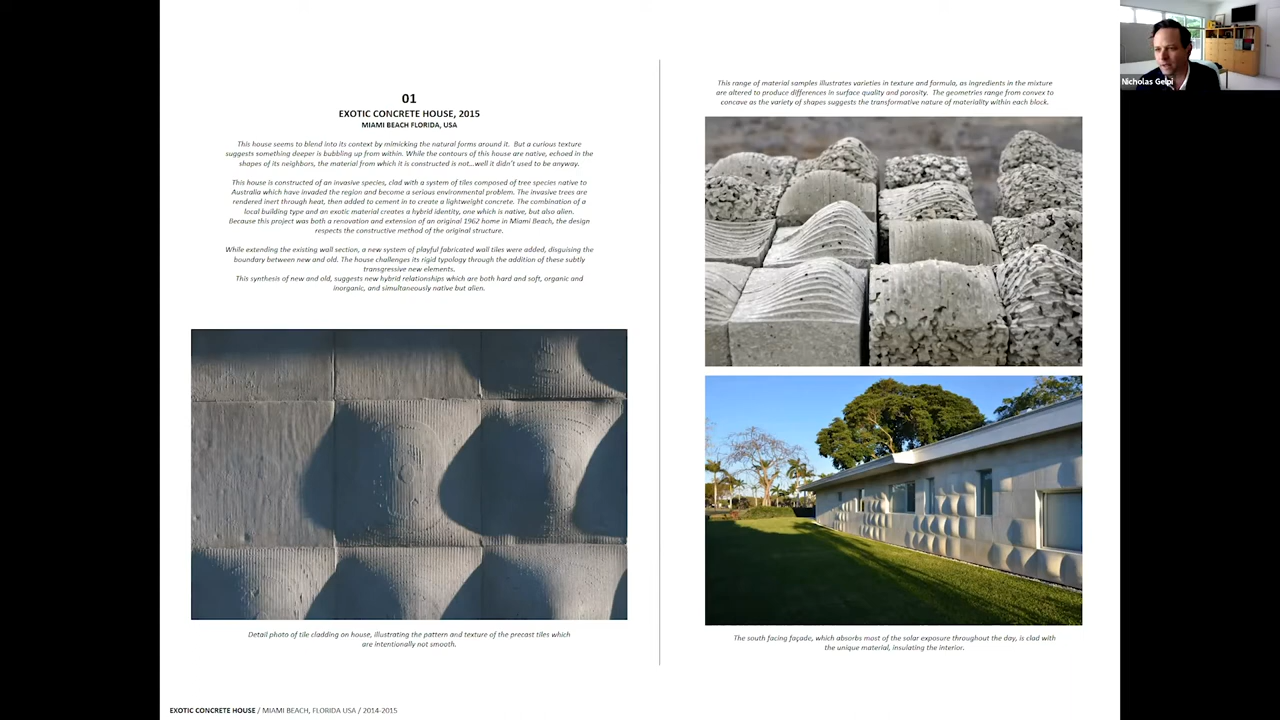 01
EXOTIC CONCRETE HOUSE, 2015
MIAMI BEACH FLORIDA, USA
This house seems to blend into its context by mimicking the natural forms around it.  But a curious texture
suggests something deeper is bubbling up from within. While the contours of this house are native, echoed in the
shapes of its neighbors, the material from which it is constructed is not...well it didn't used to be anyway.
This house is constructed of an invasive species, clad with a system of tiles composed of tree species native to
Australia which have invaded the region and become a serious environmental problem. The invasive trees are
rendered inert through heat, then added to cement in to create a lightweight concrete. The combination of a
local building type and an exotic material creates a hybrid identity, one which is native, but also alien.
Because this project was both a renovation and extension of an original 1962 home in Miami Beach, the design
respects the constructive method of the original structure.
While extending the existing wall section, a new system of playful fabricated wall tiles were added, disguising the
boundary between new and old. The house challenges its rigid typology through the addition of these subtly
transgressive new elements.
This synthesis of new and old, suggests new hybrid relationships which are both hard and soft, organic and
inorganic, and simultaneously native but alien.
Detail photo of tile cladding on house, illustrating the pattern and texture of the precast tiles which
are intentionally not smooth.
This range of material samples illustrates varieties in texture and formula, as ingredients in the mixture
are altered to produce differences in surface quality and porosity.  The geometries range from convex to
concave as the variety of shapes suggests the transformative nature of materiality within each block.
The south facing façade, which absorbs most of the solar exposure throughout the day, is clad with
the unique material, insulating the interior.
EXOTIC CONCRETE HOUSE / MIAMI BEACH, FLORIDA USA / 2014-2015
Nicholas Gelpi